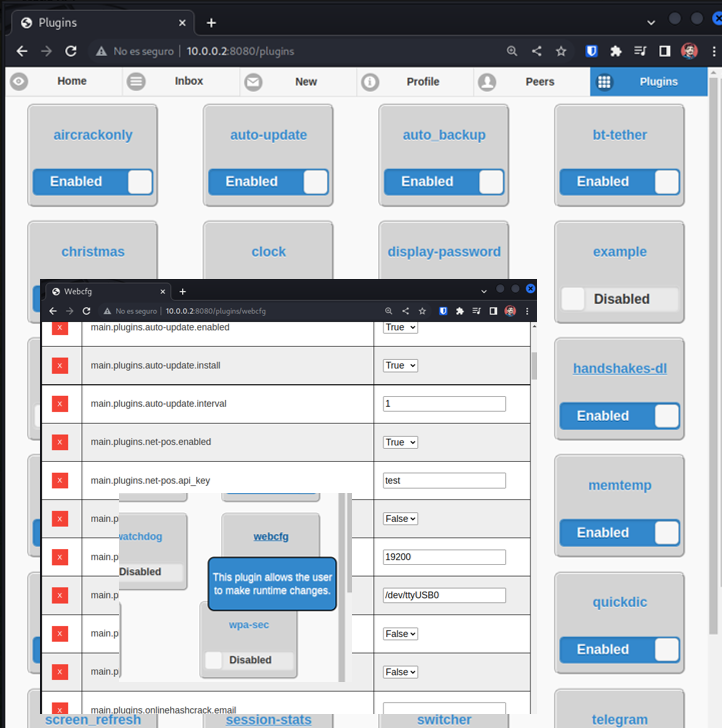 Plugins
No es seguro | 10.0.0.2:8080/plugins
Home
Inbox
New
Profile
Peers
Plugins
aircrackonly
auto-update
auto_backup
bt-tether
Enabled
Enabled
Enabled
Enabled
christmas
clock
display-password
example
Disabled
Webcfg
No es seguro | 10.0.0.2:8080/plugins/webcfg
main.plugins.auto-update.enabled
True
X
main.plugins.auto-update.install
True
X
main.plugins.auto-update.interval
1
X
main.plugins.net-pos.enabled
True
X
main.plugins.net-pos.api_key
test
X
main.p
False
X
main.p
19200
X
main.p
/dev/ttyUSB0
X
main.p
False
X
main.p
False
X
main.plugins.onlinehashcrack.email
watchdog
Disabled
webcfg
This plugin allows the user
to make runtime changes.
wpa-sec
Disabled
handshakes-dl
Enabled
memtemp
Enabled
quickdic
Enabled
screen_refresh
session-stats
switcher
telegram